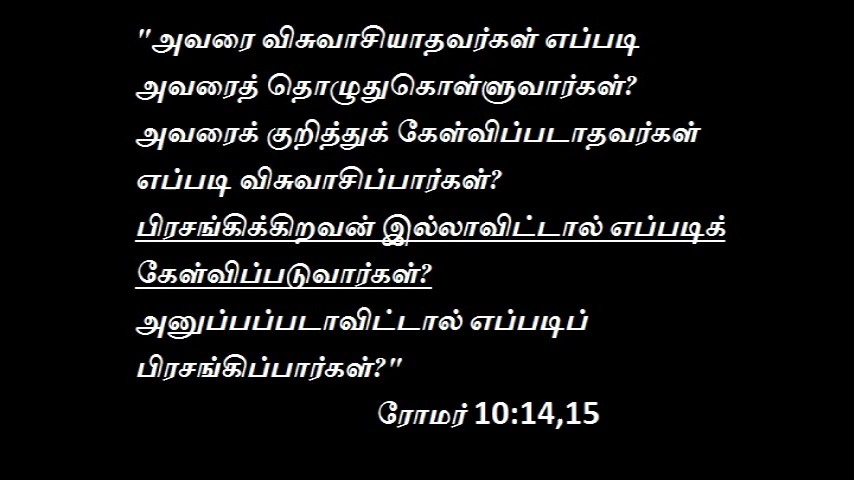 "அவரை விசுவாசியாதவர்கள் எப்படி
அவரைத் தொழுதுகொள்ளுவார்கள்?
அவரைக் குறித்துக் கேள்விப்படாதவர்கள்
எப்படி விசுவாசிப்பார்கள்?
பிரசங்கிக்கிறவன் இல்லாவிட்டால் எப்படிக்
கேள்விப்படுவார்கள்?
அனுப்பப்படாவிட்டால் எப்படிப்
பிரசங்கிப்பார்கள்?"
ரோமர் 10:14,15